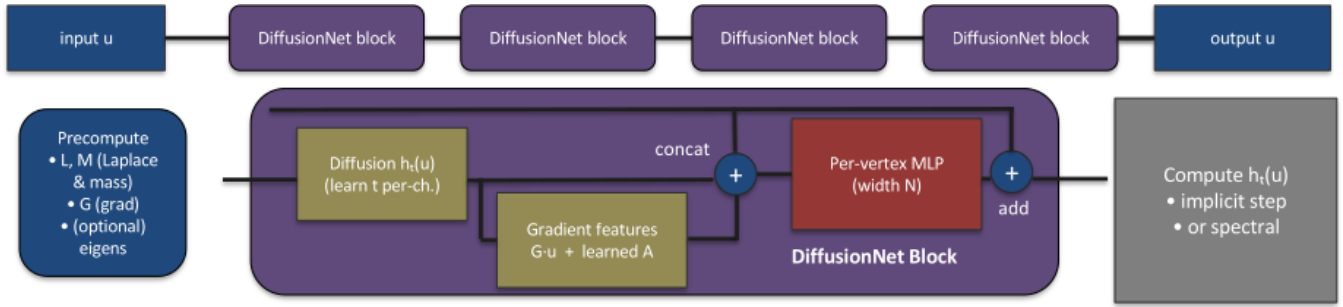 input u
DiffusionNet block
DiffusionNet block
DiffusionNet block
DiffusionNet block
output u
Precompute
• L, M (Laplace
& mass)
• G (grad)
• (optional)
eigens
Diffusion hₜ(u)
(learn t per-ch.)
Gradient features
G·u + learned A
concat
+
Per-vertex MLP
(width N)
+
add
DiffusionNet Block
Compute hₜ(u)
• implicit step
• or spectral